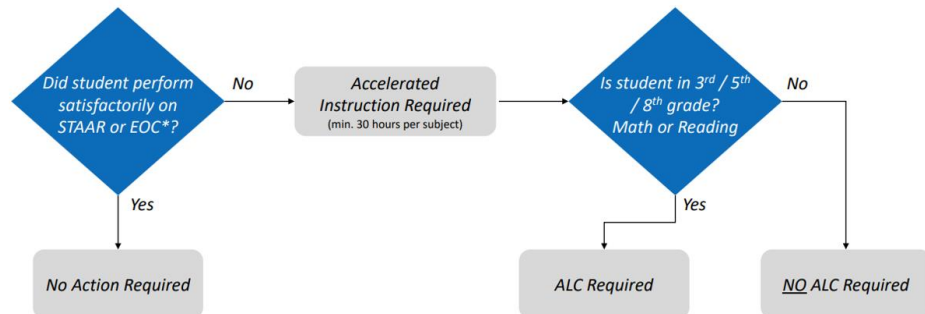 Did student perform
satisfactorily on
STAAR or EOC*?
No
Accelerated
Instruction Required
(min. 30 hours per subject)
Is student in 3rd / 5th
/ 8th grade?
Math or Reading
No
Yes
Yes
No Action Required
ALC Required
NO ALC Required